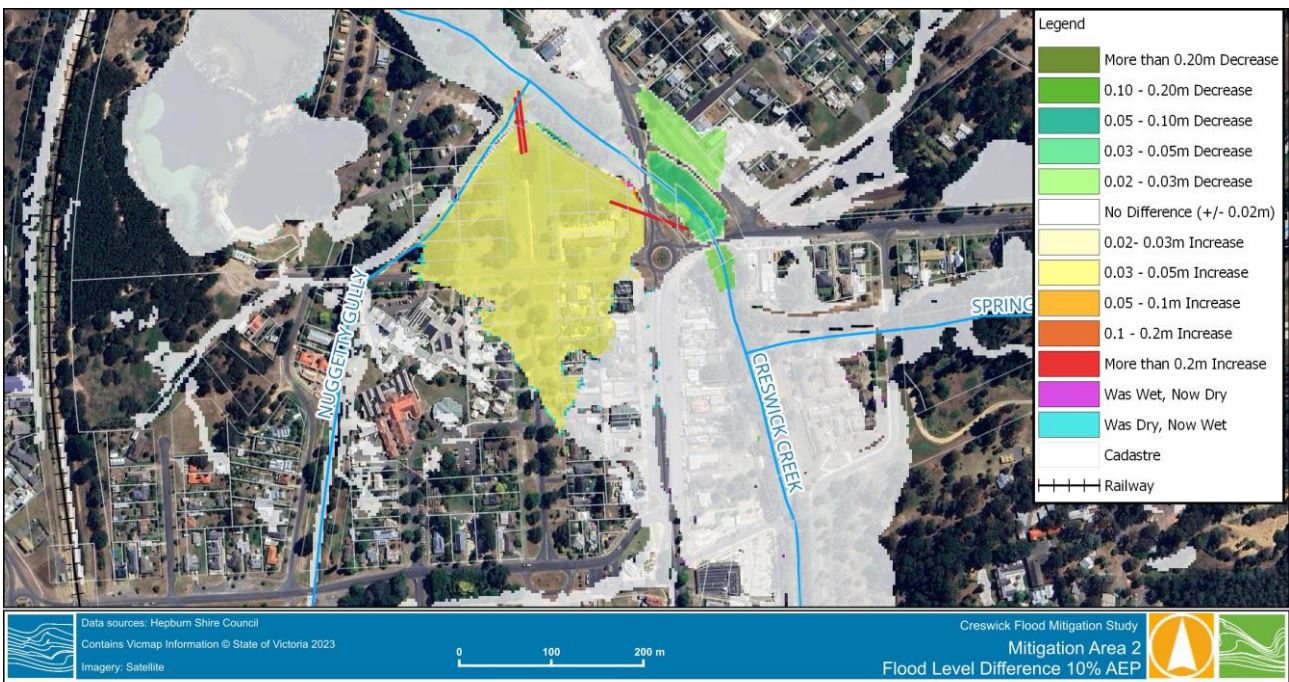 Legend
More than 0.20m Decrease
0.10 - 0.20m Decrease
0.05 - 0.10m Decrease
0.03 - 0.05m Decrease
0.02 - 0.03m Decrease
No Difference (+/- 0.02m)
0.02- 0.03m Increase
0.03 - 0.05m Increase
0.05 - 0.1m Increase
0.1 - 0.2m Increase
More than 0.2m Increase
Was Wet, Now Dry
Was Dry, Now Wet
Cadastre
Railway
NUGGETTY GULLY
CRESWICK CREEK
SPRING
Data sources: Hepburn Shire Council
Contains Vicmap Information © State of Victoria 2023
Imagery: Satellite
0 100 200 m
Creswick Flood Mitigation Study
Mitigation Area 2
Flood Level Difference 10% AEP